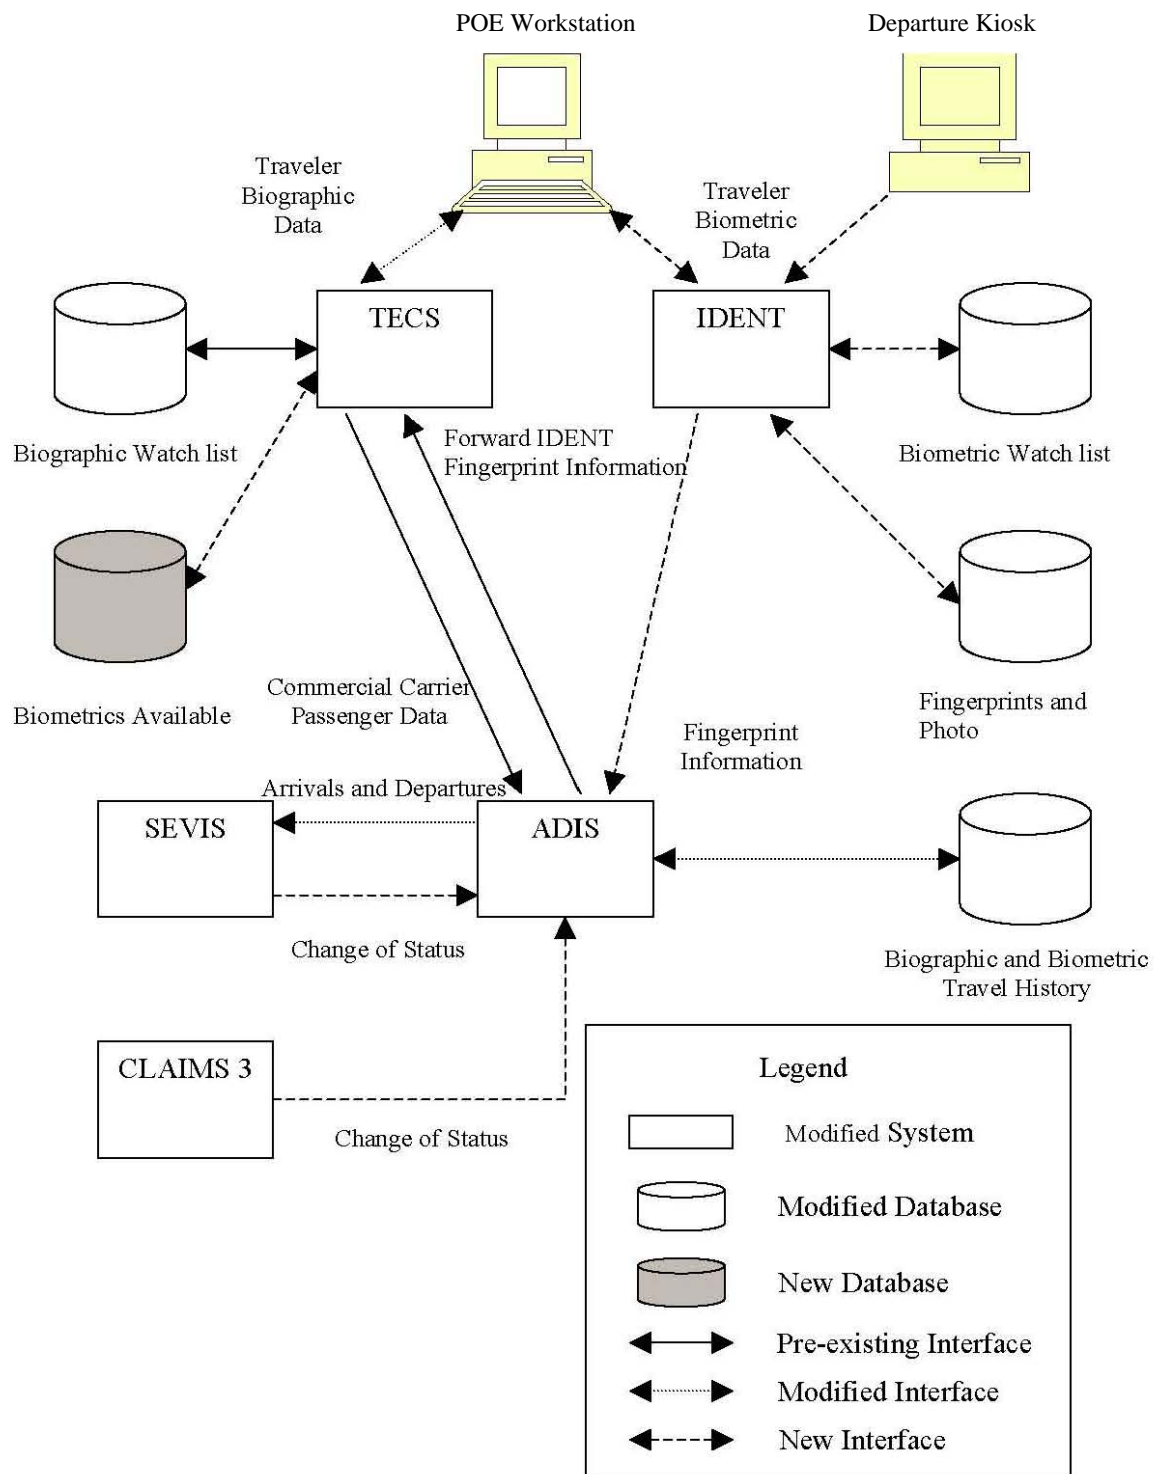 POE Workstation
Departure Kiosk
Traveler
Biographic
Data
Traveler
Biometric
Data
TECS
IDENT
Biographic Watch list
Forward IDENT
Fingerprint Information
Biometric Watch list
Biometrics Available
Commercial Carrier
Passenger Data
Fingerprints and
Photo
Fingerprint
Information
Arrivals and Departures
SEVIS
ADIS
Change of Status
Biographic and Biometric
Travel History
CLAIMS 3
Change of Status
Legend
Modified System
Modified Database
New Database
Pre-existing Interface
Modified Interface
New Interface